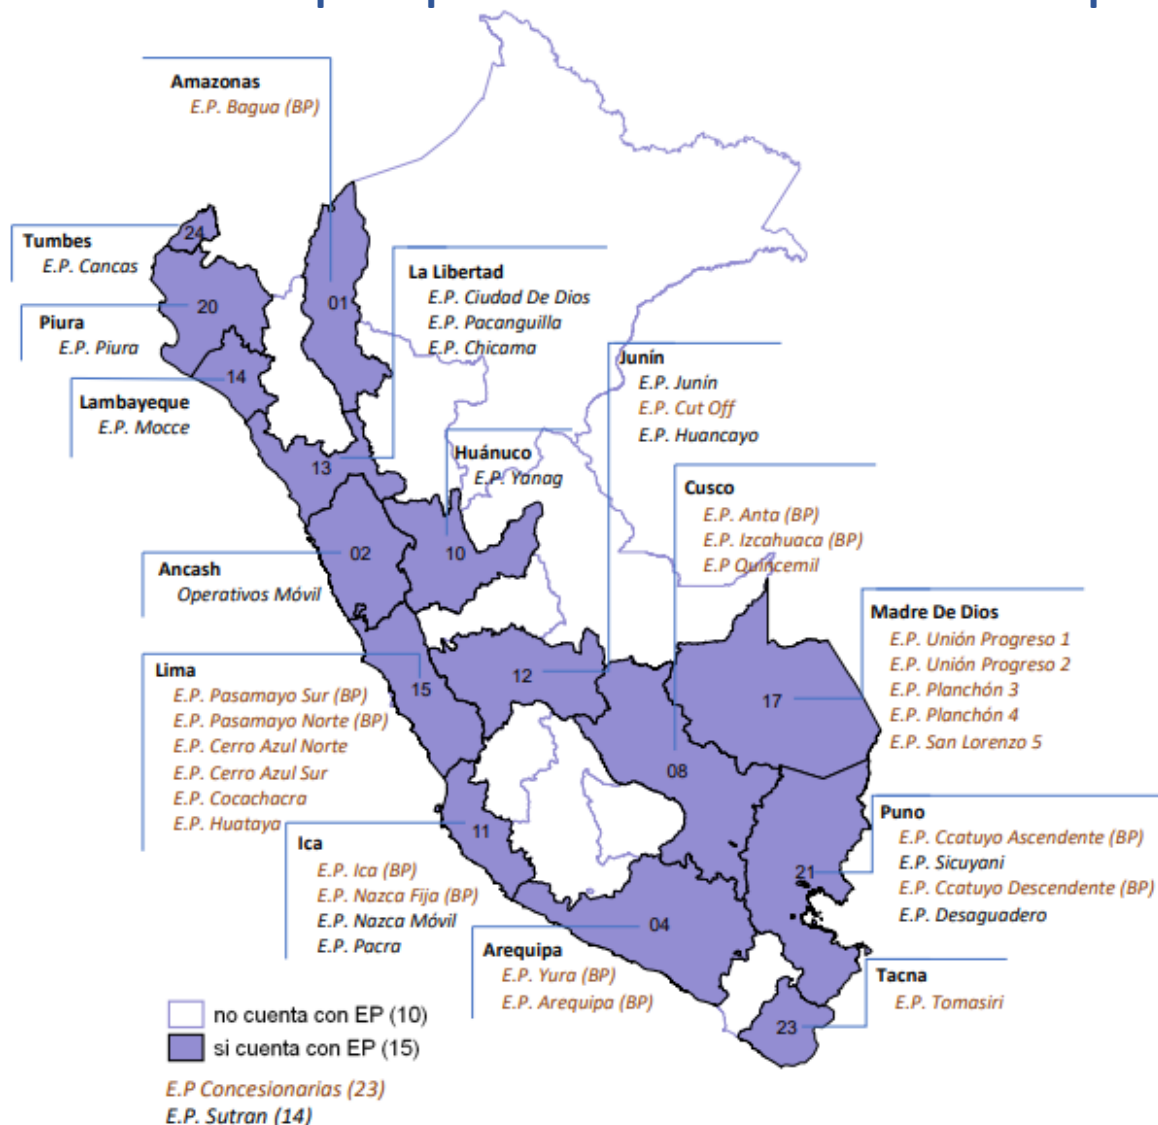 Amazonas
E.P. Bagua (BP)
Tumbes
E.P. Cancas
Piura
E.P. Piura
Lambayeque
E.P. Mocce
La Libertad
E.P. Ciudad De Dios
E.P. Pacanguilla
E.P. Chicama
Junín
E.P. Junín
E.P. Cut Off
E.P. Huancayo
Huánuco
E.P. Yanag
Cusco
E.P. Anta (BP)
E.P. Izcahuaca (BP)
E.P Quincemil
Ancash
Operativos Móvil
Madre De Dios
E.P. Unión Progreso 1
E.P. Unión Progreso 2
E.P. Planchón 3
E.P. Planchón 4
E.P. San Lorenzo 5
Lima
E.P. Pasamayo Sur (BP)
E.P. Pasamayo Norte (BP)
E.P. Cerro Azul Norte
E.P. Cerro Azul Sur
E.P. Cocachacra
E.P. Huataya
Ica
E.P. Ica (BP)
E.P. Nazca Fija (BP)
E.P. Nazca Móvil
E.P. Pacra
Puno
E.P. Ccatuyo Ascendente (BP)
E.P. Sicuyani
E.P. Ccatuyo Descendente (BP)
E.P. Desaguadero
Arequipa
E.P. Yura (BP)
E.P. Arequipa (BP)
Tacna
E.P. Tomasiri
24
20
01
14
13
02
10
15
12
17
08
11
21
04
23
no cuenta con EP (10)
si cuenta con EP (15)
E.P Concesionarias (23)
E.P. Sutran (14)